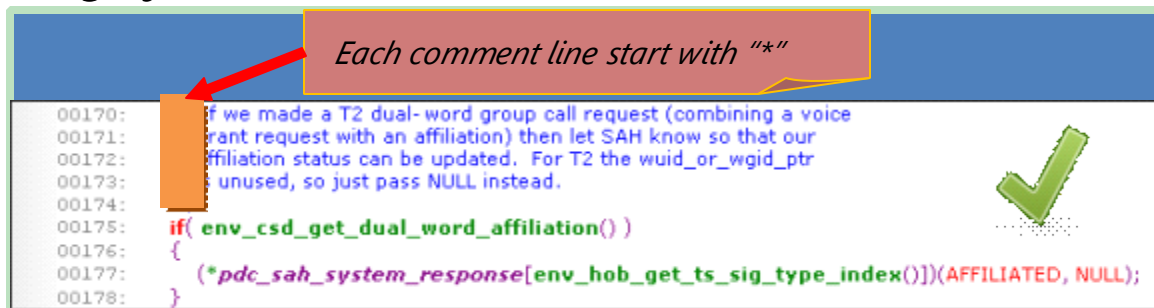 Each comment line start with “*”
00170: f we made a T2 dual-word group call request (combining a voice
00171: rant request with an affiliation) then let SAH know so that our
00172: ffiliation status can be updated. For T2 the wuid_or_wgid_ptr
00173: unused, so just pass NULL instead.
00174:
00175: if( env_csd_get_dual_word_affiliation() )
00176: {
00177: (*pdc_sah_system_response[env_hob_get_ts_sig_type_index()])(AFFILIATED, NULL);
00178: }